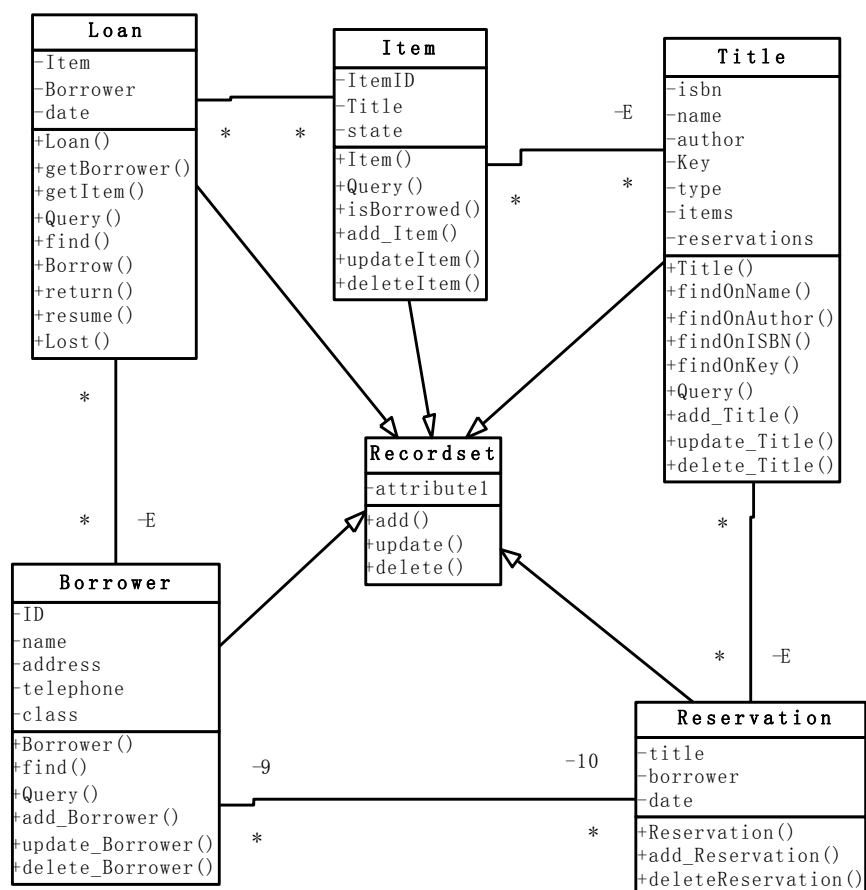 Loan
-Item
-Borrower
-date
+Loan()
+getBorrower()
+getItem()
+Query()
+find()
+Borrow()
+return()
+resume()
+Lost()
*
*
Item
-ItemID
-Title
-state
+Item()
+Query()
+isBorrowed()
+add_Item()
+updateItem()
+deleteItem()
-E
*
*
Title
-isbn
-name
-author
-Key
-type
-items
-reservations
+Title()
+findOnName()
+findOnAuthor()
+findOnISBN()
+findOnKey()
+Query()
+add_Title()
+update_Title()
+delete_Title()
*
*
-E
Recordset
-attribute1
+add()
+update()
+delete()
*
*
-E
Borrower
-ID
-name
-address
-telephone
-class
+Borrower()
+find()
+Query()
+add_Borrower()
+update_Borrower()
+delete_Borrower()
-9
-10
*
*
Reservation
-title
-borrower
-date
+Reservation()
+add_Reservation()
+deleteReservation()